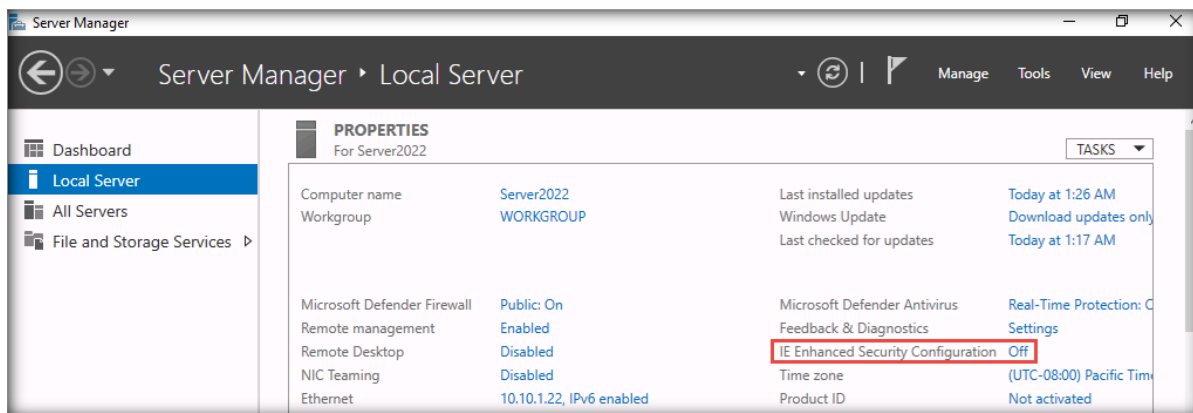 Server Manager
Server Manager ‣ Local Server
Manage Tools View Help
Dashboard
Local Server
All Servers
File and Storage Services
PROPERTIES
For Server2022
TASKS
Computer name Server2022 Last installed updates Today at 1:26 AM
Workgroup WORKGROUP Windows Update Download updates only
Last checked for updates Today at 1:17 AM
Microsoft Defender Firewall Public: On Microsoft Defender Antivirus Real-Time Protection:
Remote management Enabled Feedback & Diagnostics Settings
Remote Desktop Disabled IE Enhanced Security Configuration Off
NIC Teaming Disabled Time zone (UTC-08:00) Pacific
Ethernet 10.10.1.22, IPv6 enabled Product ID Not activated